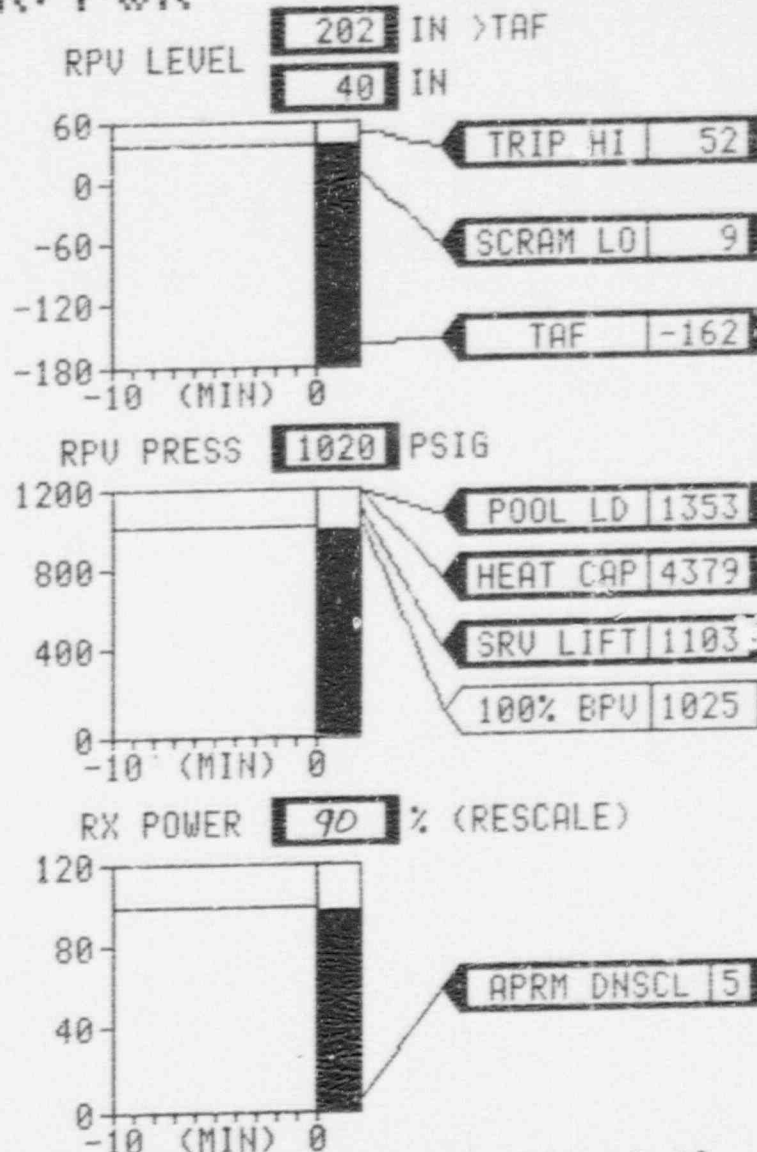 202 IN >TAF
RPV LEVEL
40 IN
60
0
-60
-120
-180
-10 (MIN) 0
TRIP HI 52
SCRAM LO 9
TAF -162
RPV PRESS 1020 PSIG
1200
800
400
0
-10 (MIN) 0
POOL LD 1353
HEAT CAP 4379
SRV LIFT 1103
100% BPV 1025
RX POWER 90 % (RESCALE)
120
80
40
0
-10 (MIN) 0
APRM DNSCL 5